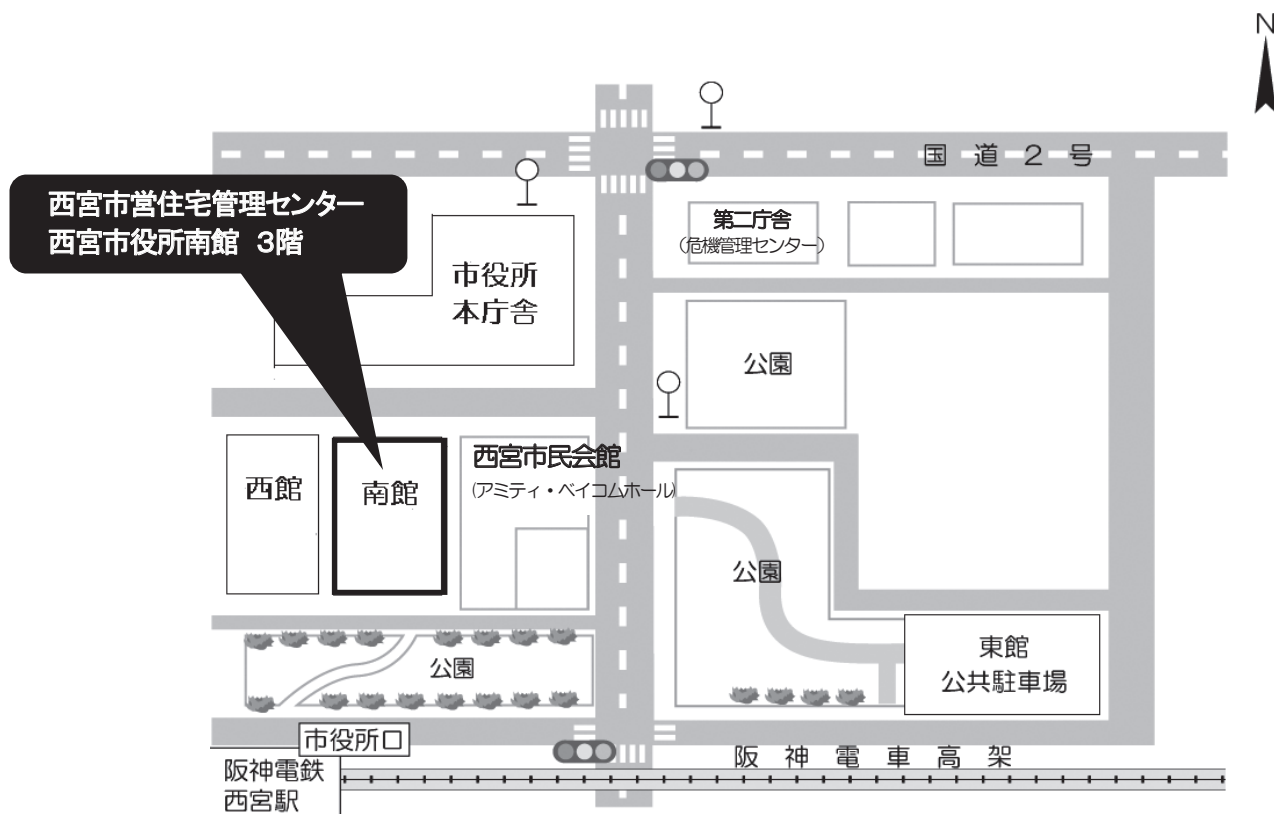 N
国道2号
西宮市営住宅管理センター
西宮市役所南館 3階
第二庁舎
(危機管理センター)
市役所
本庁舎
公園
西館
南館
西宮市民会館
(アミティ・ベイコムホール)
公園
東館
公共駐車場
公園
市役所口
阪神電車高架
阪神電鉄
西宮駅